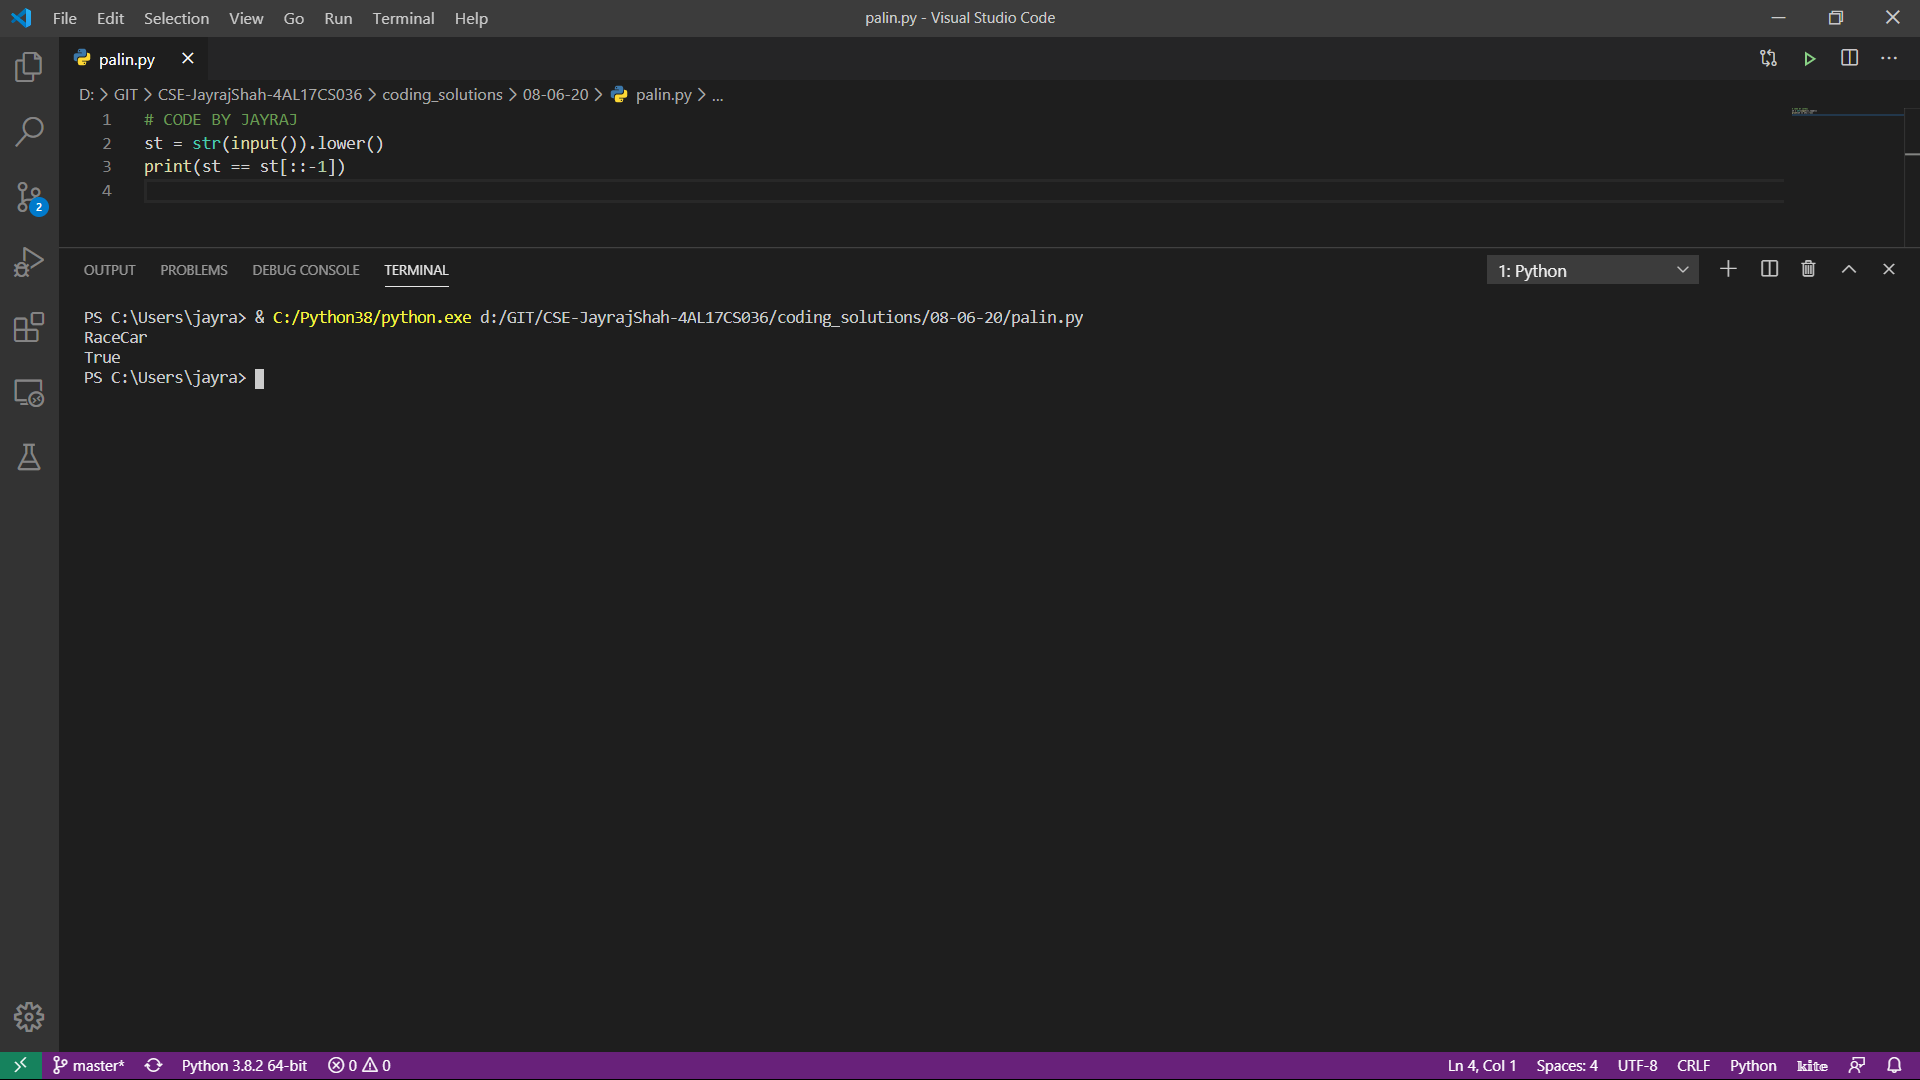 File Edit Selection View Go Run Terminal Help palin.py - Visual Studio Code
palin.py
D: > GIT > CSE-JayrajShah-4AL17CS036 > coding_solutions > 08-06-20 > palin.py > ...
1 # CODE BY JAYRAJ
2 st = str(input()).lower()
3 print(st == st[::-1])
4
2
OUTPUT PROBLEMS DEBUG CONSOLE TERMINAL 1: Python
PS C:\Users\jayra> & C:/Python38/python.exe d:/GIT/CSE-JayrajShah-4AL17CS036/coding_solutions/08-06-20/palin.py
RaceCar
True
PS C:\Users\jayra>
master* Python 3.8.2 64-bit 0 0 Ln 4, Col 1 Spaces: 4 UTF-8 CRLF Python kite